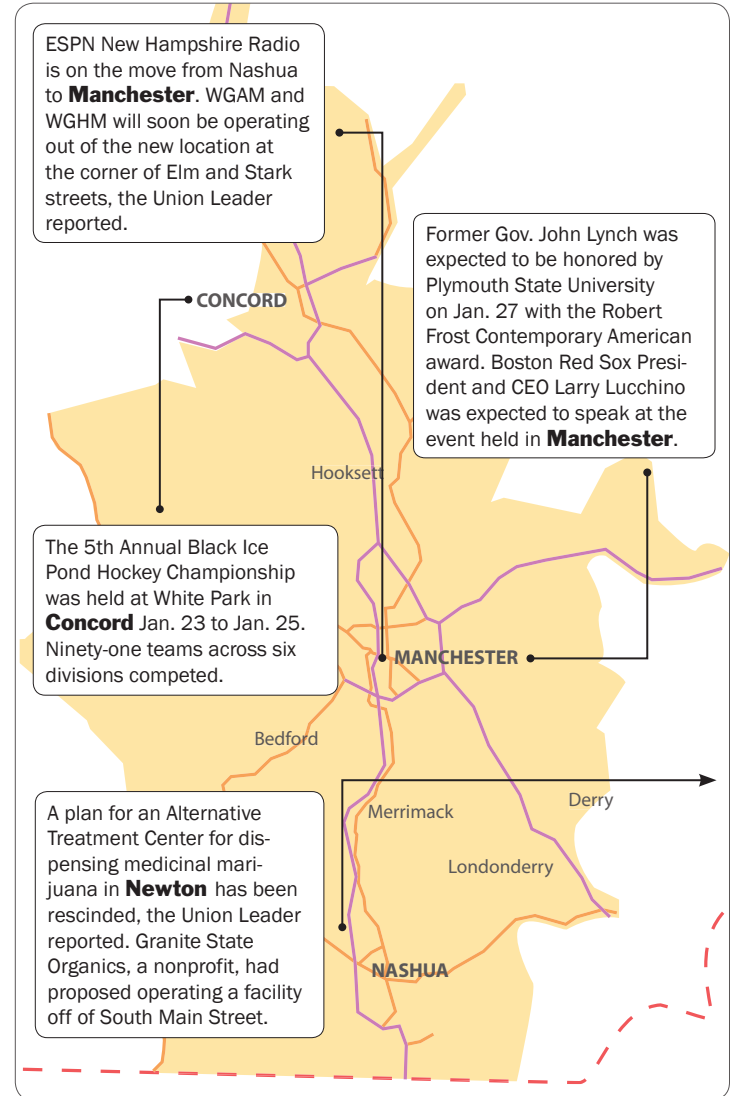 ESPN New Hampshire Radio
is on the move from Nashua
to Manchester. WGAM and
WGHM will soon be operating
out of the new location at
the corner of Elm and Stark
streets, the Union Leader
reported.
Former Gov. John Lynch was
expected to be honored by
Plymouth State University
on Jan. 27 with the Robert
Frost Contemporary American
award. Boston Red Sox Presi-
dent and CEO Larry Lucchino
was expected to speak at the
event held in Manchester.
CONCORD
Hooksett
The 5th Annual Black Ice
Pond Hockey Championship
was held at White Park in
Concord Jan. 23 to Jan. 25.
Ninety-one teams across six
divisions competed.
MANCHESTER
Bedford
Merrimack
Derry
Londonderry
A plan for an Alternative
Treatment Center for dis-
pensing medicinal mari-
juana in Newton has been
rescinded, the Union Leader
reported. Granite State
Organics, a nonprofit, had
proposed operating a facility
off of South Main Street.
NASHUA